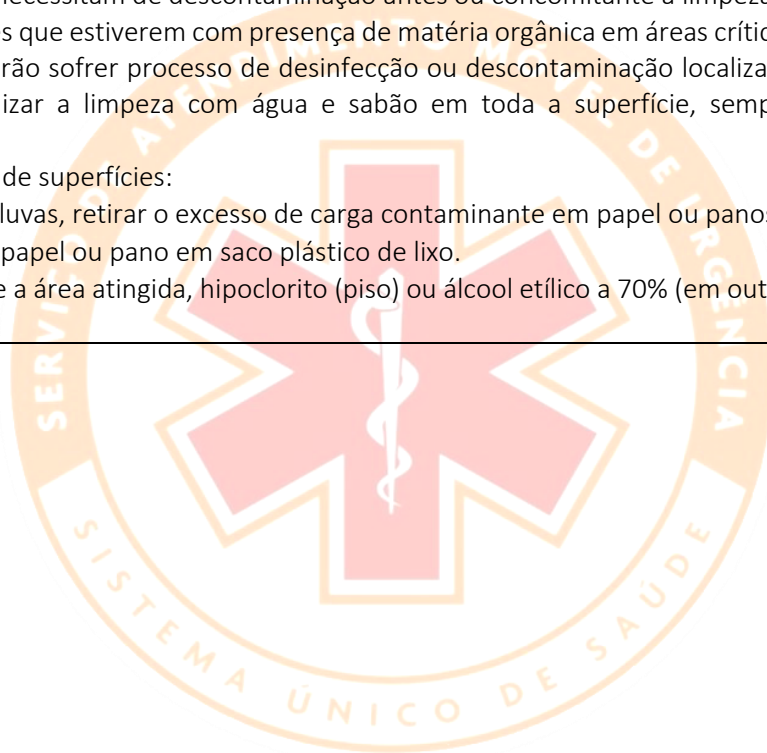 necessitam de descontaminação antes ou concomitante à limpeza
es que estiverem com presença de matéria orgânica em áreas crític
rão sofrer processo de desinfecção ou descontaminação localiza
izar a limpeza com água e sabão em toda a superfície, semp
de superfícies:
luvas, retirar o excesso de carga contaminante em papel ou panos
papel ou pano em saco plástico de lixo.
e a área atingida, hipoclorito (piso) ou álcool etílico a 70% (em out
SERVIÇO DE ATENDIMENTO MÓVEL DE URGÊNCIA
SISTEMA ÚNICO DE SAÚDE